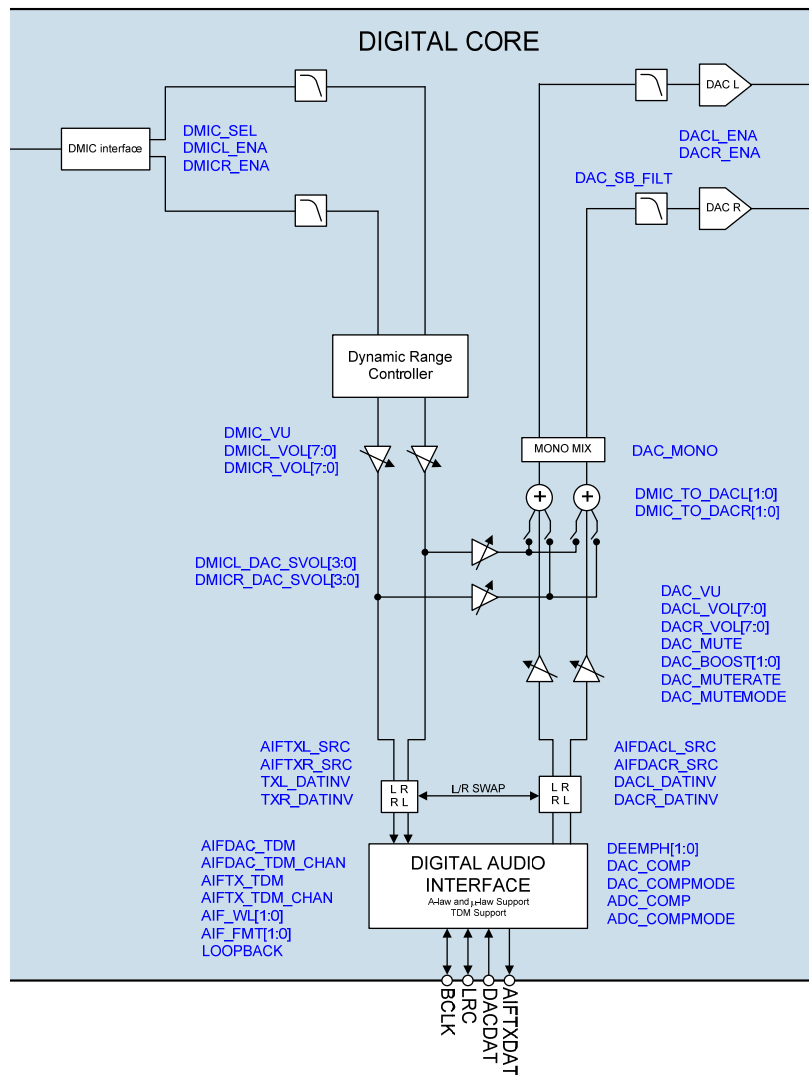 DIGITAL CORE
DMIC interface
DMIC_SEL
DMICL_ENA
DMICR_ENA
DAC L
DACL_ENA
DACR_ENA
DAC_SB_FILT
DAC R
Dynamic Range
Controller
DMIC_VU
DMICL_VOL[7:0]
DMICR_VOL[7:0]
MONO MIX
DAC_MONO
+
+
DMIC_TO_DACL[1:0]
DMIC_TO_DACR[1:0]
DMICL_DAC_SVOL[3:0]
DMICR_DAC_SVOL[3:0]
DAC_VU
DACL_VOL[7:0]
DACR_VOL[7:0]
DAC_MUTE
DAC_BOOST[1:0]
DAC_MUTERATE
DAC_MUTEMODE
AIFTXL_SRC
AIFTXR_SRC
TXL_DATINV
TXR_DATINV
L R
R L
L/R SWAP
L R
R L
AIFDACL_SRC
AIFDACR_SRC
DACL_DATINV
DACR_DATINV
AIFDAC_TDM
AIFDAC_TDM_CHAN
AIFTX_TDM
AIFTX_TDM_CHAN
AIF_WL[1:0]
AIF_FMT[1:0]
LOOPBACK
DIGITAL AUDIO
INTERFACE
A-law and μ-law Support
TDM Support
DEEMPH[1:0]
DAC_COMP
DAC_COMPMODE
ADC_COMP
ADC_COMPMODE
BCLK
LRC
DACDAT
AIFTXDAT